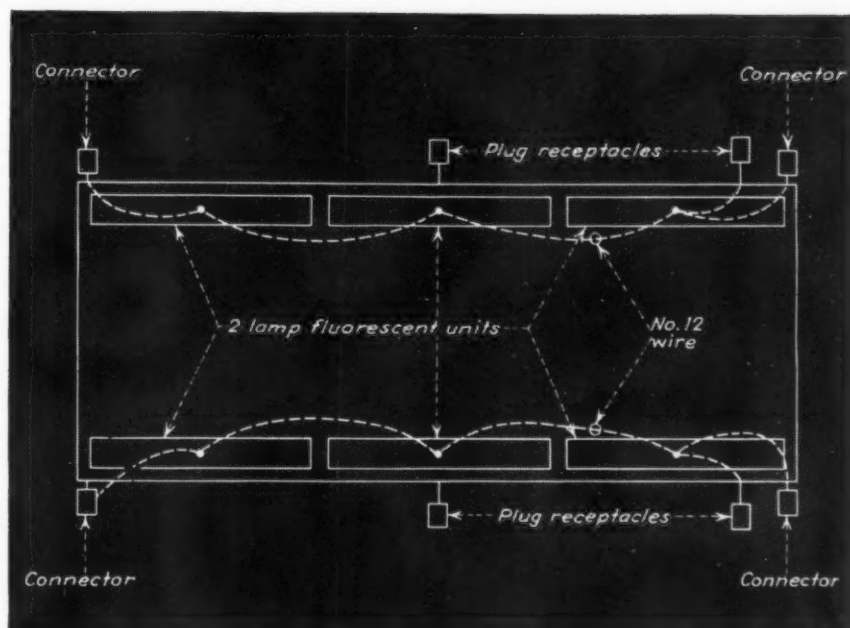 Connector
Connector
Plug receptacles
2 lamp fluorescent units
No. 12
wire
Plug receptacles
Connector
Connector